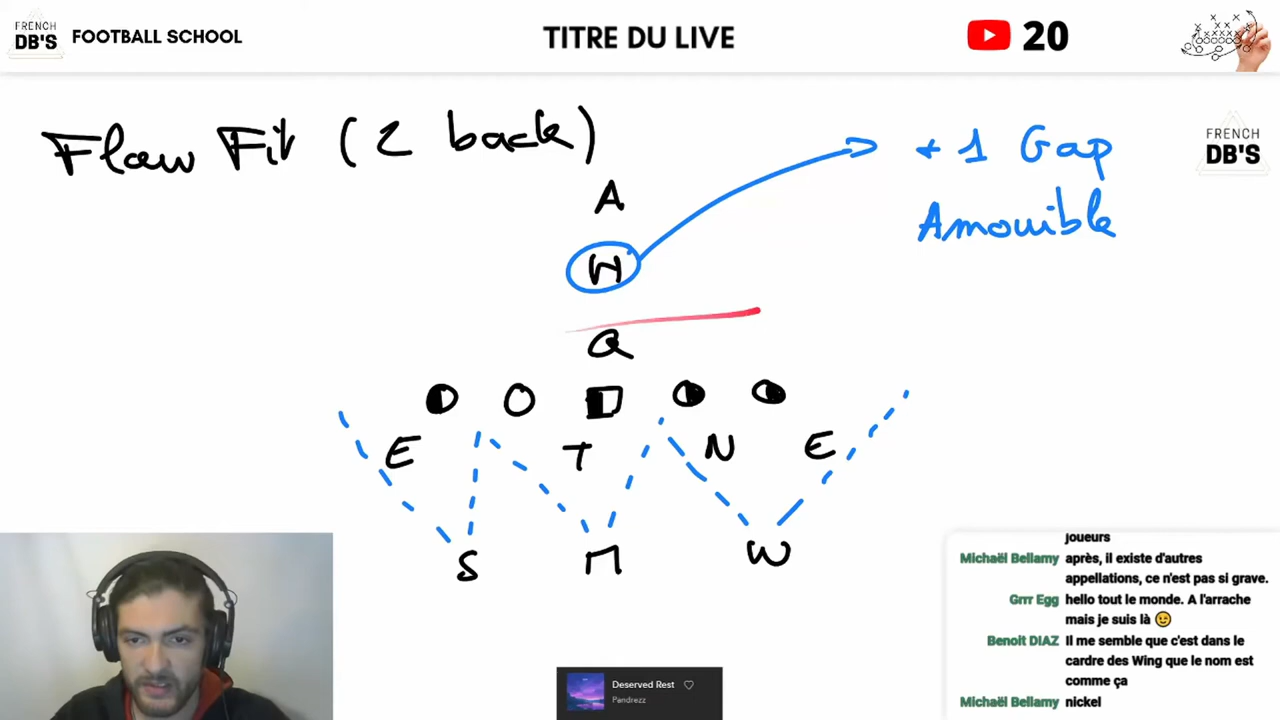 FRENCH
DB'S
FOOTBALL SCHOOL
TITRE DU LIVE
20
Flow Fit (2 back)
+1 Gap
Amovible
FRENCH
DB'S
A
H
Q
E T N E
S M W
joueurs
Michaël Bellamy après, il existe d'autres
appellations, ce n'est pas si grave.
Grrr Egg hello tout le monde. A l'arrache
mais je suis là 😉
Benoit DIAZ Il me semble que c'est dans le
cardre des Wing que le nom est
comme ça
Michaël Bellamy nickel
Deserved Rest
Pandrezz